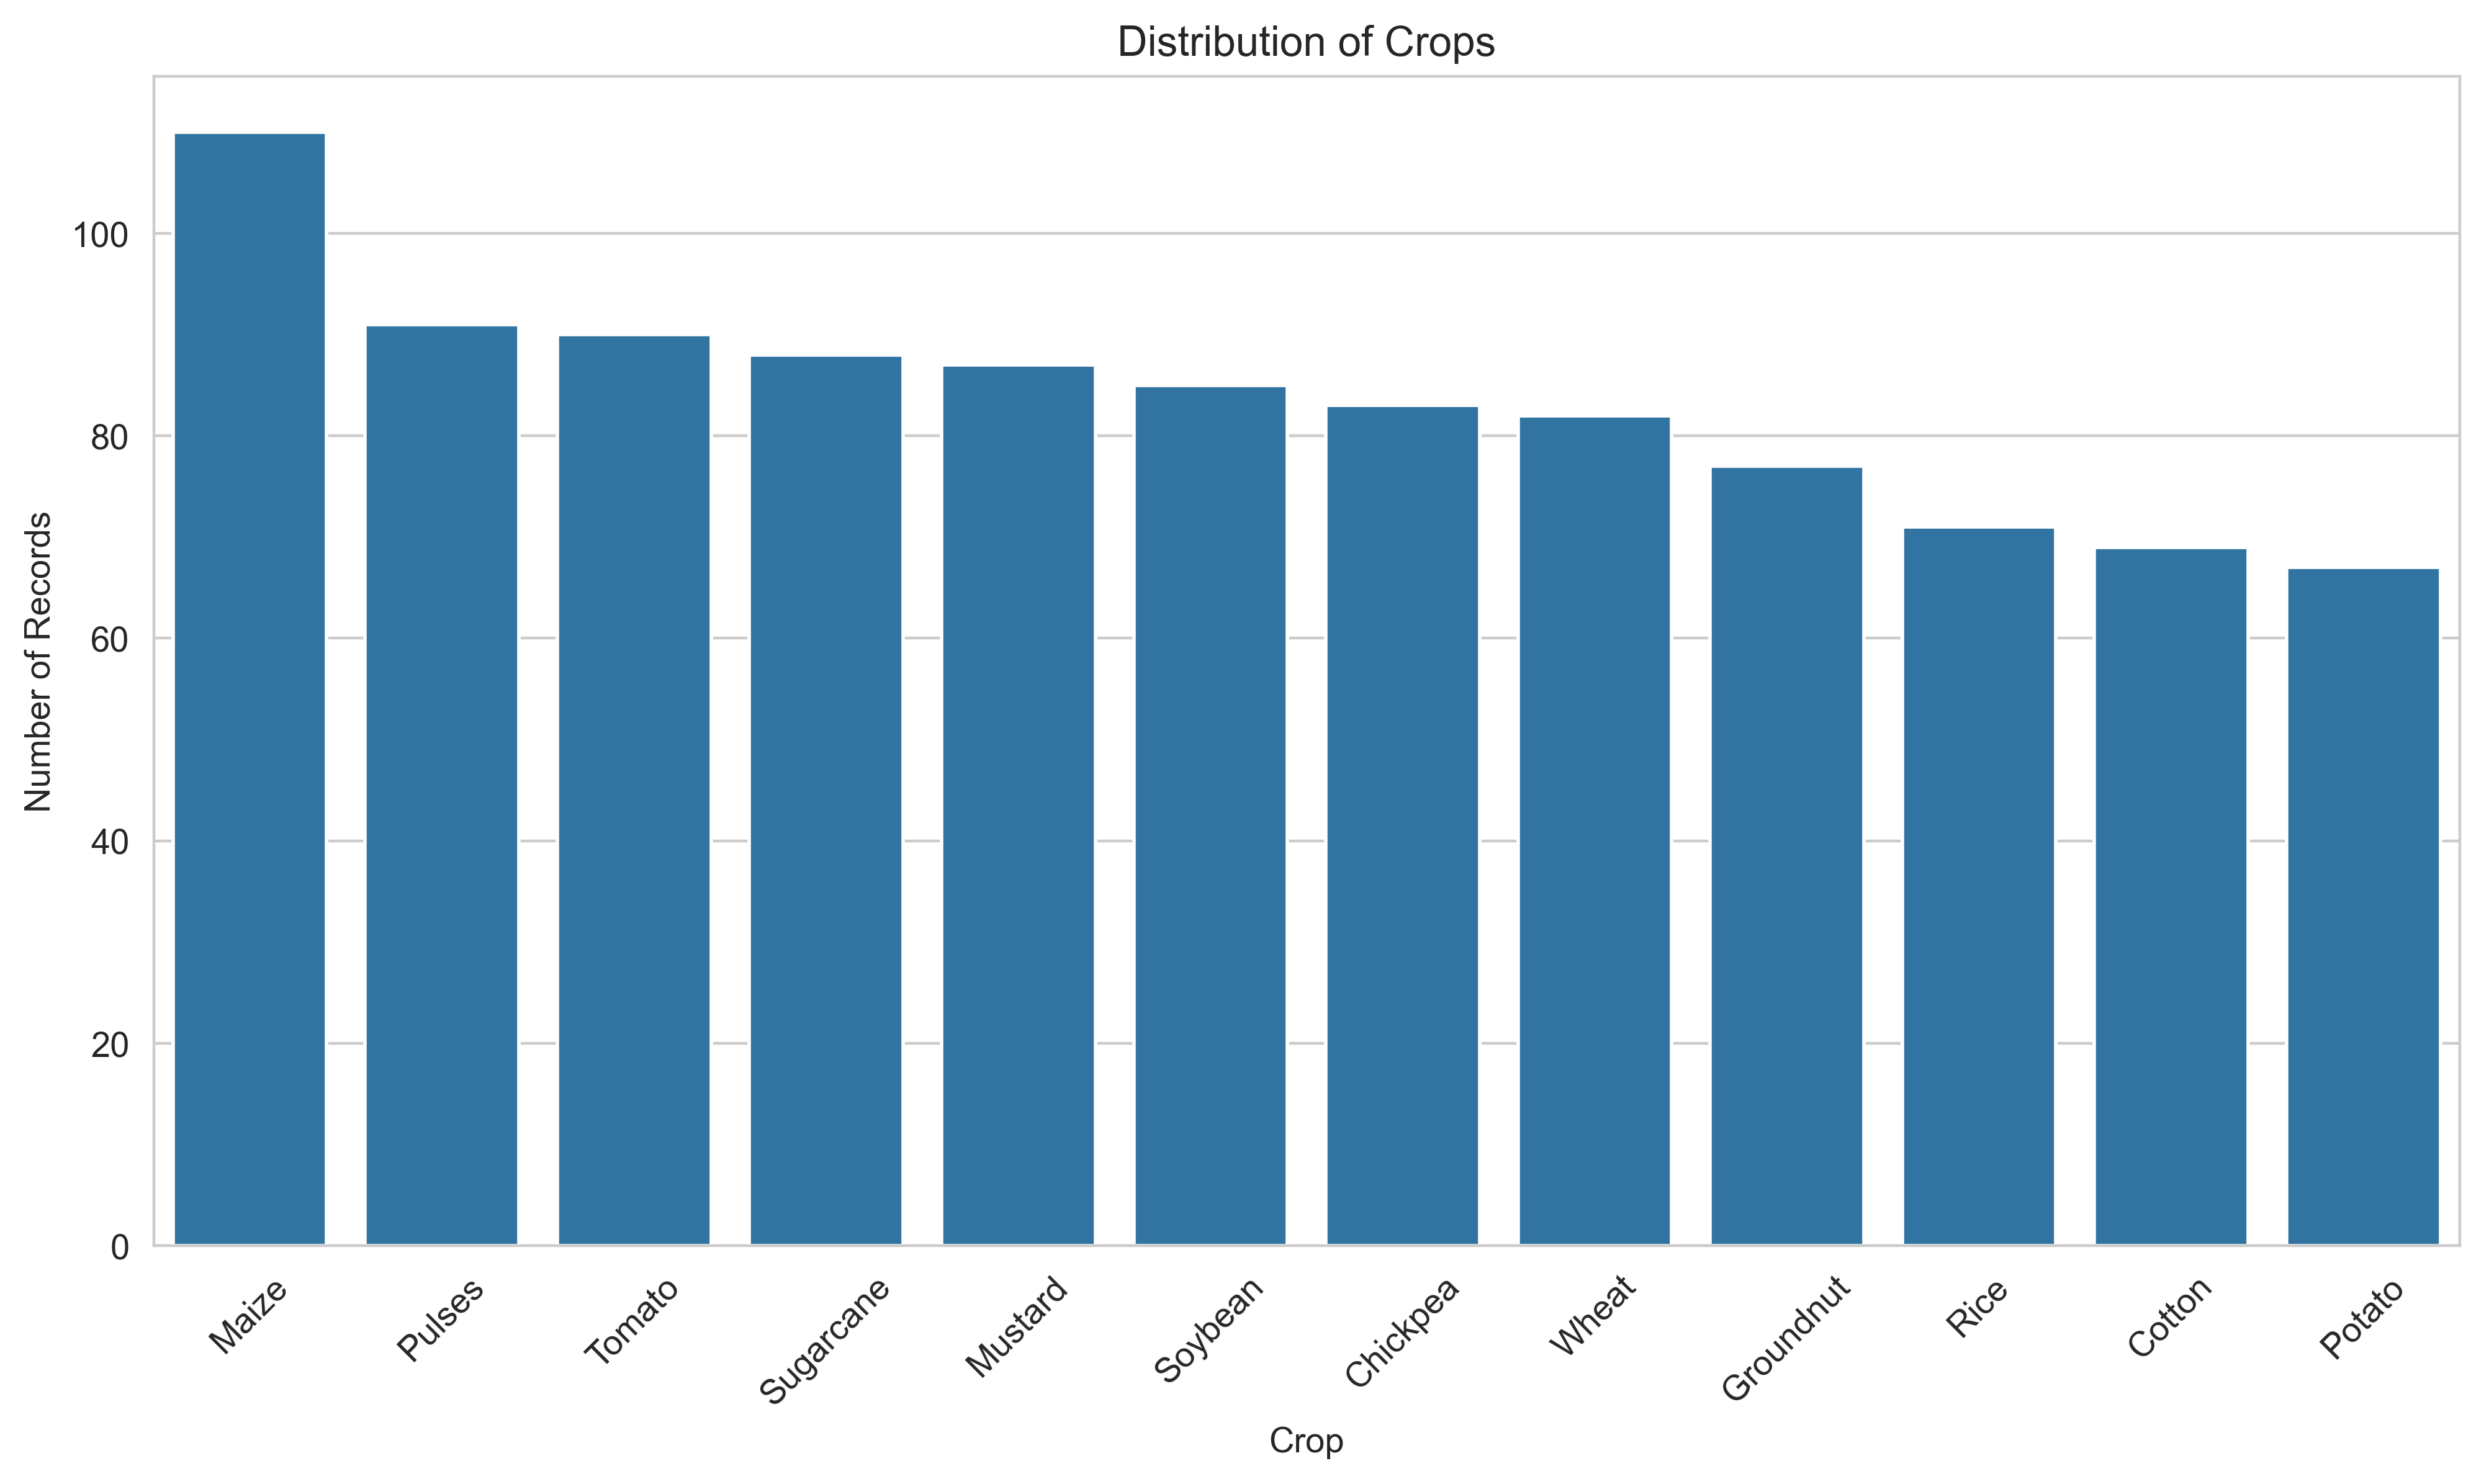 Distribution of Crops
Number of Records
100
80
60
40
20
0
Maize
Pulses
Tomato
Sugarcane
Mustard
Soybean
Chickpea
Wheat
Groundnut
Rice
Cotton
Potato
Crop